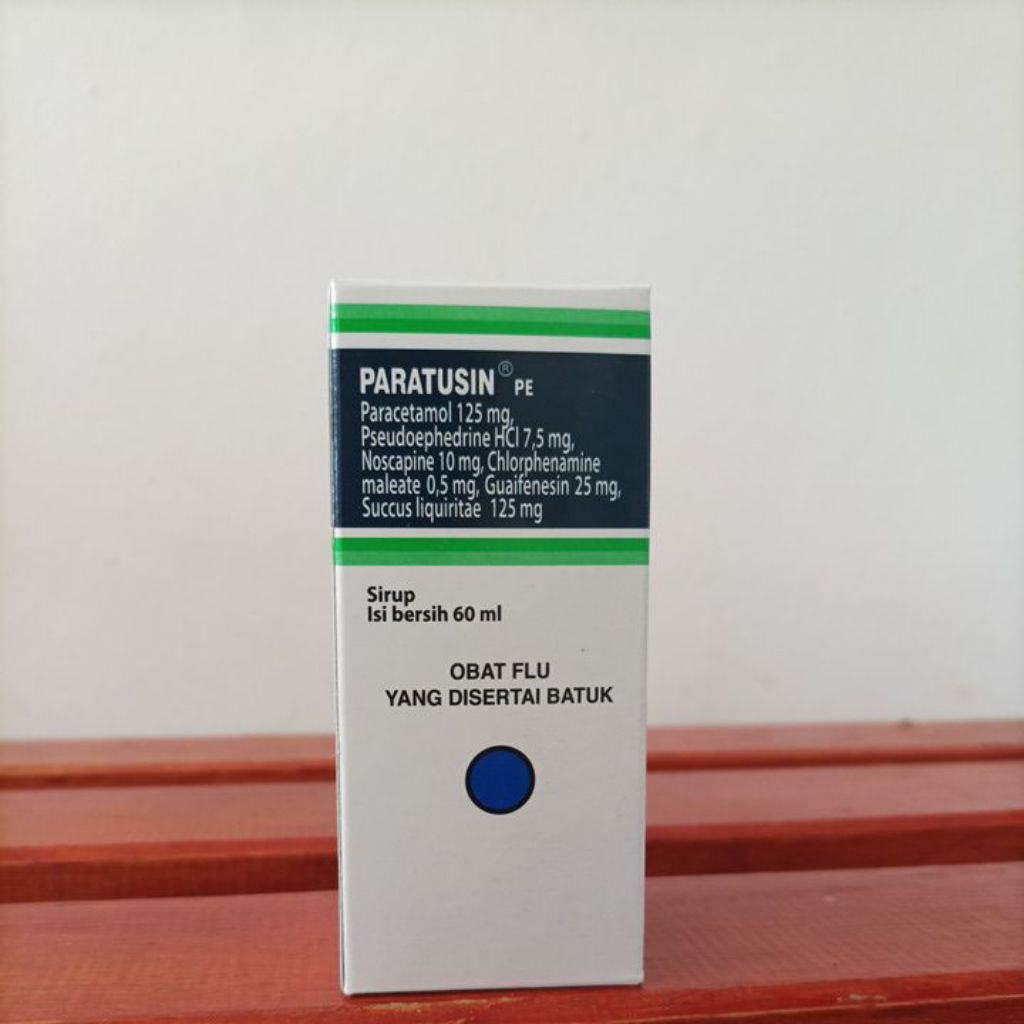 PARATUSIN® PE
Paracetamol 125 mg,
Pseudoephedrine HCl 7,5 mg,
Noscapine 10 mg, Chlorphenamine
maleate 0,5 mg, Guaifenesin 25 mg,
Succus liquiritae 125 mg
Sirup
Isi bersih 60 ml
OBAT FLU
YANG DISERTAI BATUK